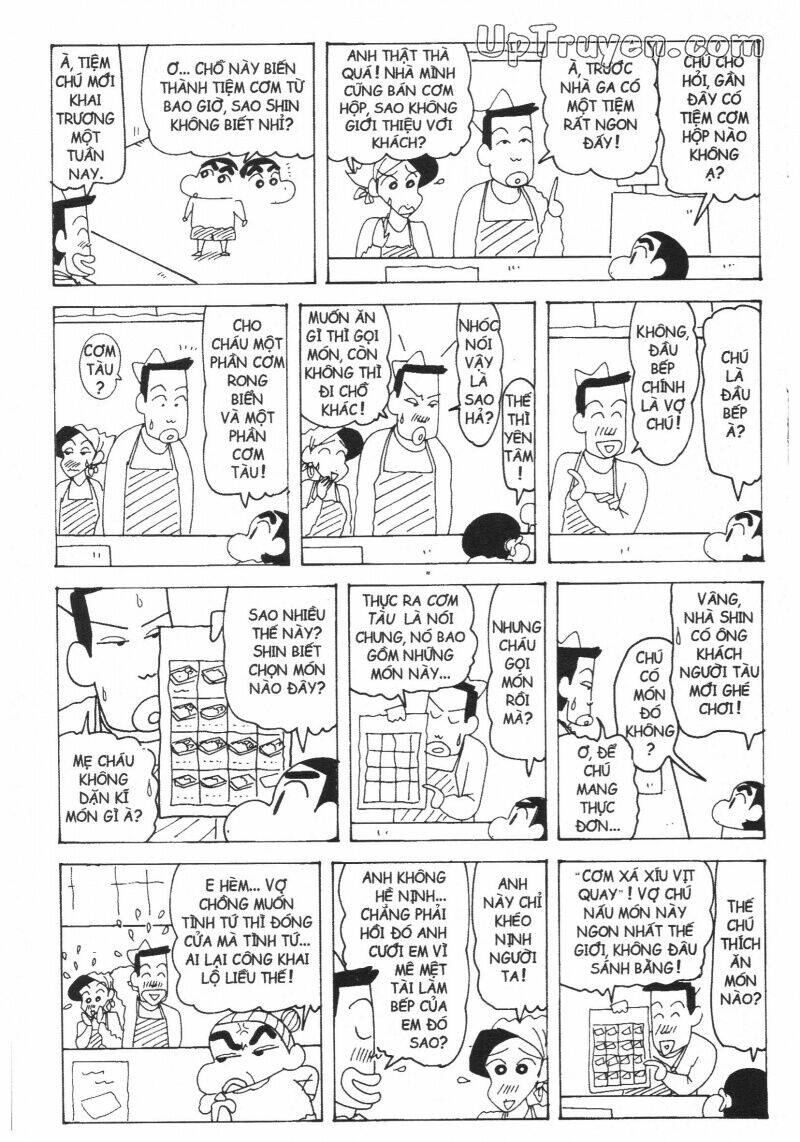 UpTruyen.com
CHÚ CHO
HỎI, GẦN
ĐÂY CÓ
TIỆM CƠM
HỘP NÀO
KHÔNG
Ạ?
À, TRƯỚC
NHÀ GA CÓ
MỘT TIỆM
RẤT NGON
ĐẤY!
ANH THẬT THÀ
QUÁ! NHÀ MÌNH
CŨNG BÁN CƠM
HỘP, SAO KHÔNG
GIỚI THIỆU VỚI
KHÁCH?
Ơ... CHỖ NÀY BIẾN
THÀNH TIỆM CƠM TỪ
BAO GIỜ, SAO SHIN
KHÔNG BIẾT NHỈ?
À, TIỆM
CHÚ MỚI
KHAI
TRƯƠNG
MỘT
TUẦN
NAY.
CHÚ
LÀ
ĐẦU
BẾP
À?
KHÔNG,
ĐẦU
BẾP
CHÍNH
LÀ VỢ
CHÚ!
THẾ
THÌ
YÊN
TÂM
!
NHÓC
NÓI
VẬY
LÀ
SAO
HẢ?
MUỐN ĂN
GÌ THÌ GỌI
MÓN, CÒN
KHÔNG THÌ
ĐI CHỖ
KHÁC!
CHO
CHÁU MỘT
PHẦN CƠM
RONG
BIỂN
VÀ MỘT
PHẦN
CƠM
TÀU!
CƠM
TÀU
?
VÂNG,
NHÀ SHIN
CÓ ÔNG
KHÁCH
NGƯỜI TÀU
MỚI GHÉ
CHƠI!
CHÚ
CÓ
MÓN
ĐÓ
KHÔNG
?
Ơ, ĐỂ
CHÚ
MANG
THỰC
ĐƠN...
NHƯNG
CHÁU
GỌI
MÓN
RỒI
MÀ?
THỰC RA CƠM
TÀU LÀ NÓI
CHUNG, NÓ BAO
GỒM NHỮNG
MÓN NÀY...
SAO NHIỀU
THẾ NÀY?
SHIN BIẾT
CHỌN MÓN
NÀO ĐÂY?
MẸ CHÁU
KHÔNG
DẶN KĨ
MÓN GÌ À?
THẾ
CHÚ
THÍCH
ĂN
MÓN
NÀO?
"CƠM XÁ XÍU VỊT
QUAY"! VỢ CHÚ
NẤU MÓN NÀY
NGON NHẤT THẾ
GIỚI, KHÔNG ĐÂU
SÁNH BẰNG!
ANH
NÀY CHỈ
KHÉO
NỊNH
NGƯỜI
TA!
ANH KHÔNG
HỀ NỊNH...
CHẲNG PHẢI
HỒI ĐÓ ANH
CƯỚI EM VÌ
MÊ MỆT
TÀI LÀM
BẾP CỦA
EM ĐÓ
SAO?
E HÈM... VỢ
CHỒNG MUỐN
TÌNH TỨ THÌ ĐÓNG
CỬA MÀ TÌNH TỨ...
AI LẠI CÔNG KHAI
LỘ LIỄU THẾ!